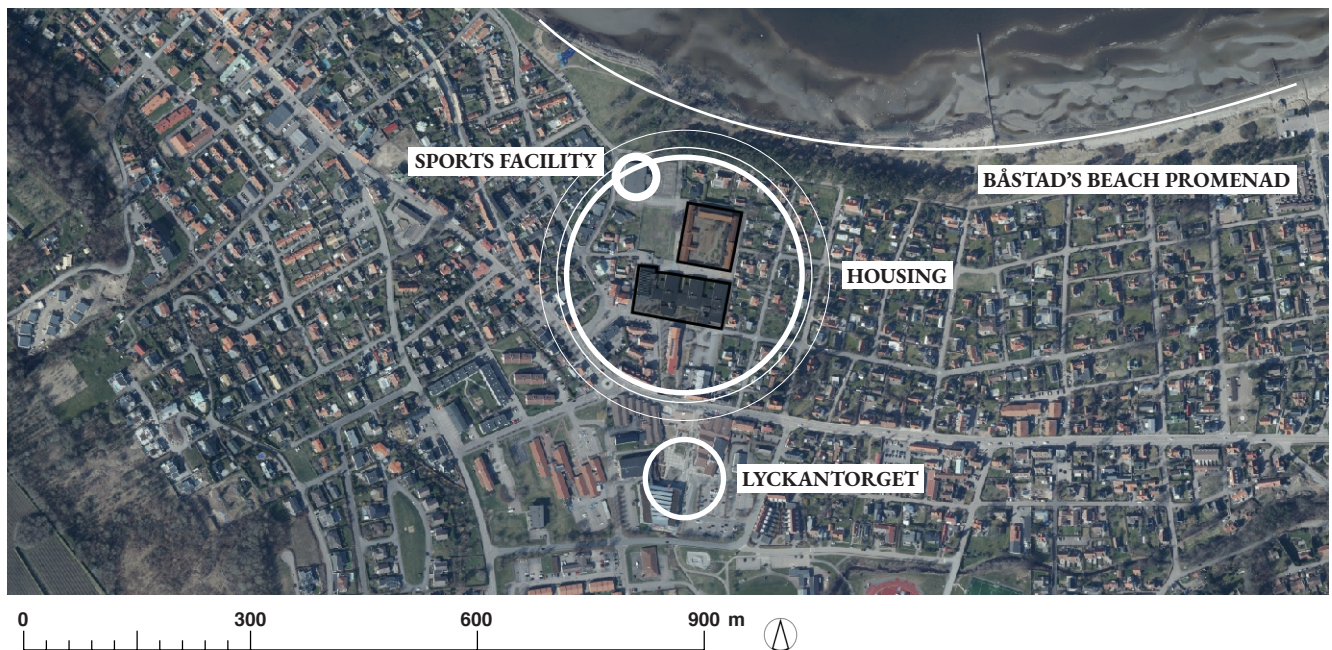 SPORTS FACILITY
BÅSTAD'S BEACH PROMENAD
HOUSING
LYCKANTORGET
0 300 600 900 m